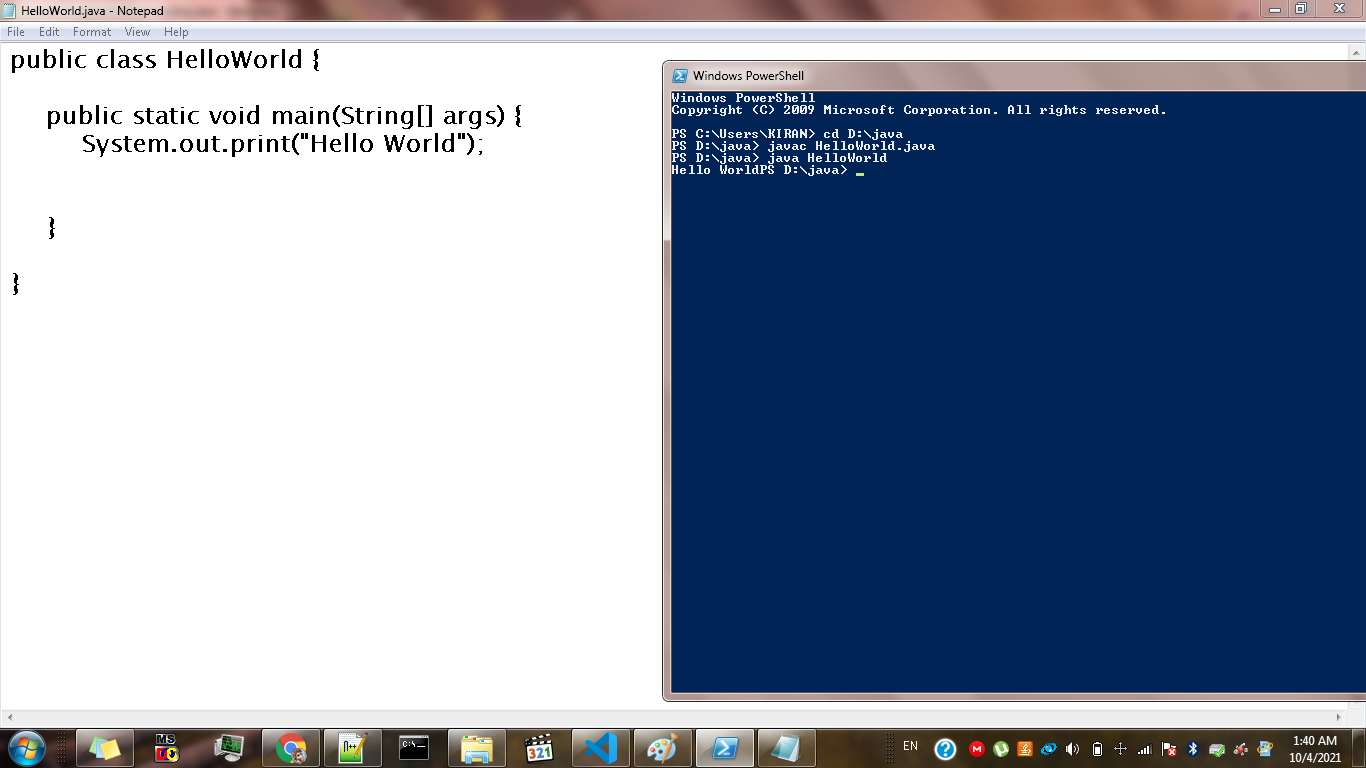 HelloWorld.java - Notepad
File Edit Format View Help
public class HelloWorld {
public static void main(String[] args) {
System.out.print("Hello World");
}
}
Windows PowerShell
Windows PowerShell
Copyright (C) 2009 Microsoft Corporation. All rights reserved.
PS C:\Users\KIRAN> cd D:\java
PS D:\java> javac HelloWorld.java
PS D:\java> java HelloWorld
Hello WorldPS D:\java> _
MS
C:\_
321
EN
1:40 AM
10/4/2021